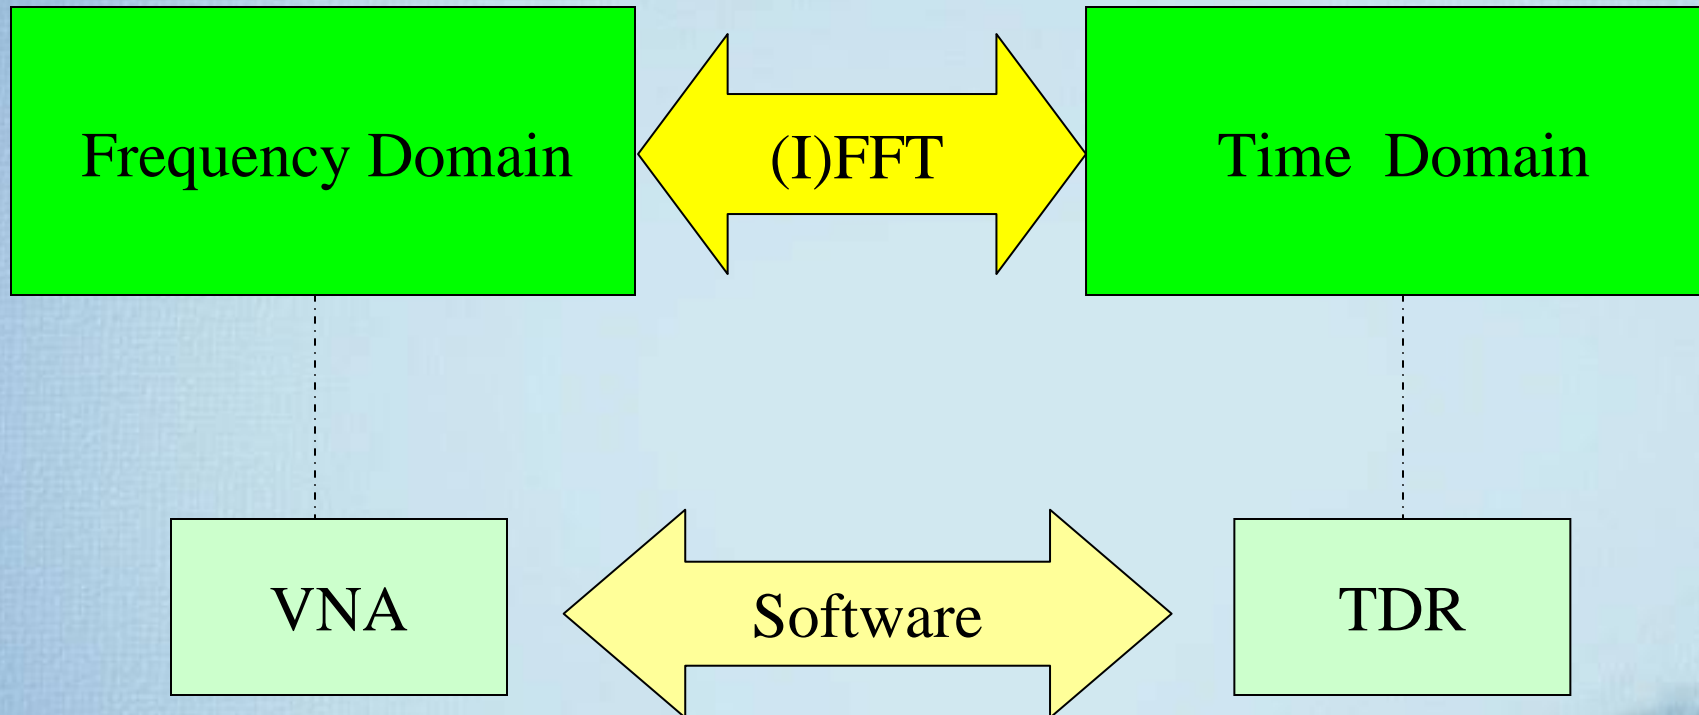 Frequency Domain
(I)FFT
Time Domain
VNA
Software
TDR